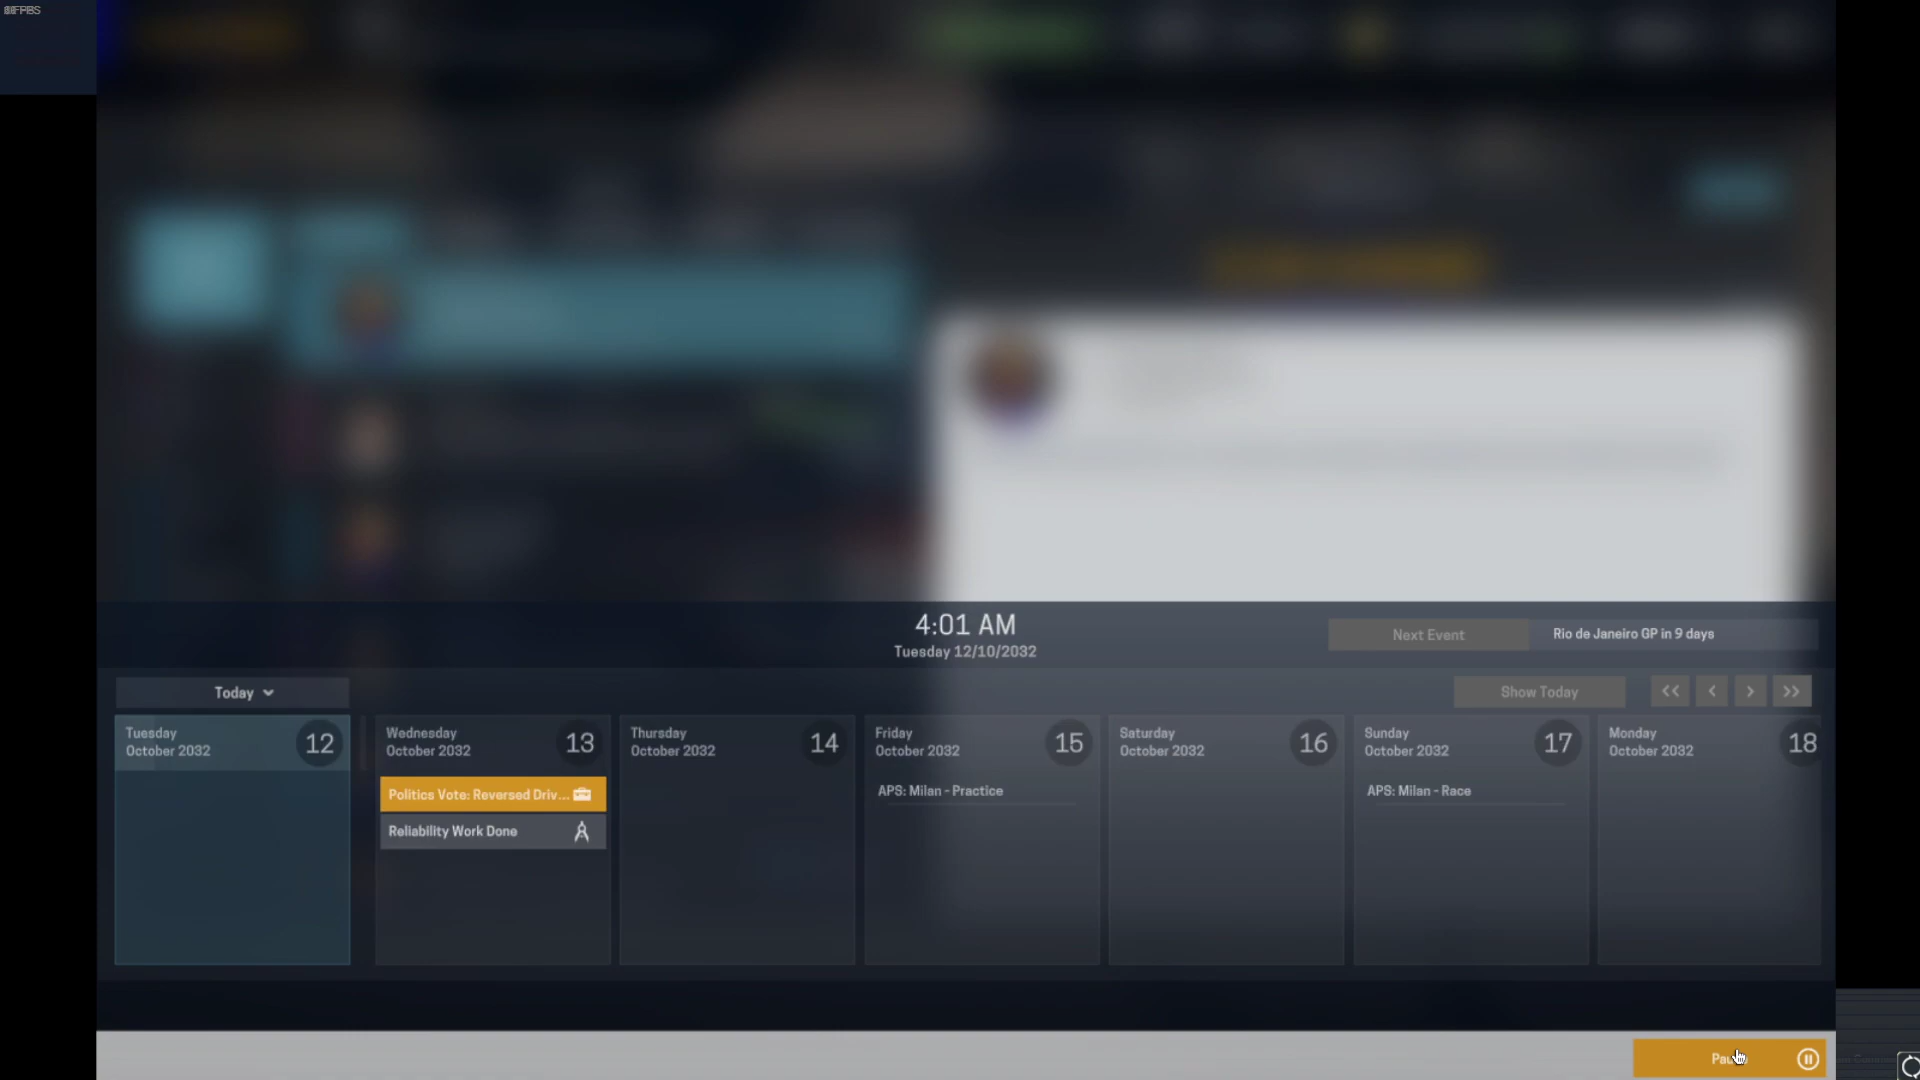 4:01 AM
Tuesday 12/10/2032
Next Event
Rio de Janeiro GP in 9 days
Today
Show Today
Tuesday
October 2032
12
Wednesday
October 2032
13
Thursday
October 2032
14
Friday
October 2032
15
Saturday
October 2032
16
Sunday
October 2032
17
Monday
October 2032
18
Politics Vote: Reversed Driv...
Reliability Work Done
APS: Milan - Practice
APS: Milan - Race